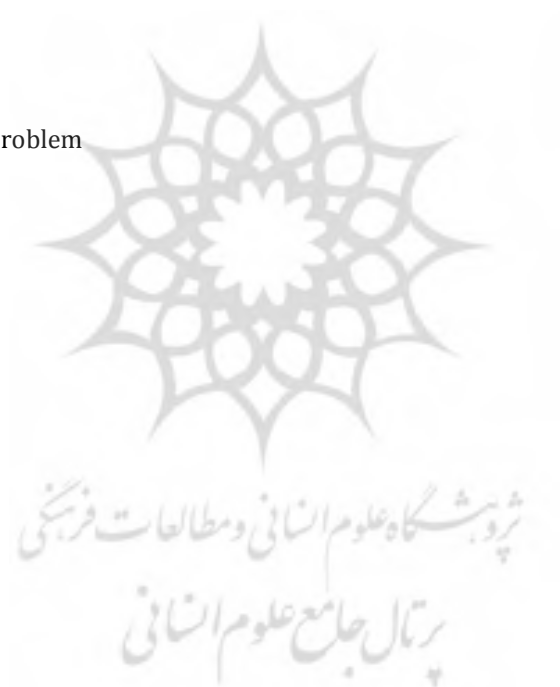 roblem
پژوهشگاه علوم انسانی و مطالعات فرهنگی
پرتال جامع علوم انسانی